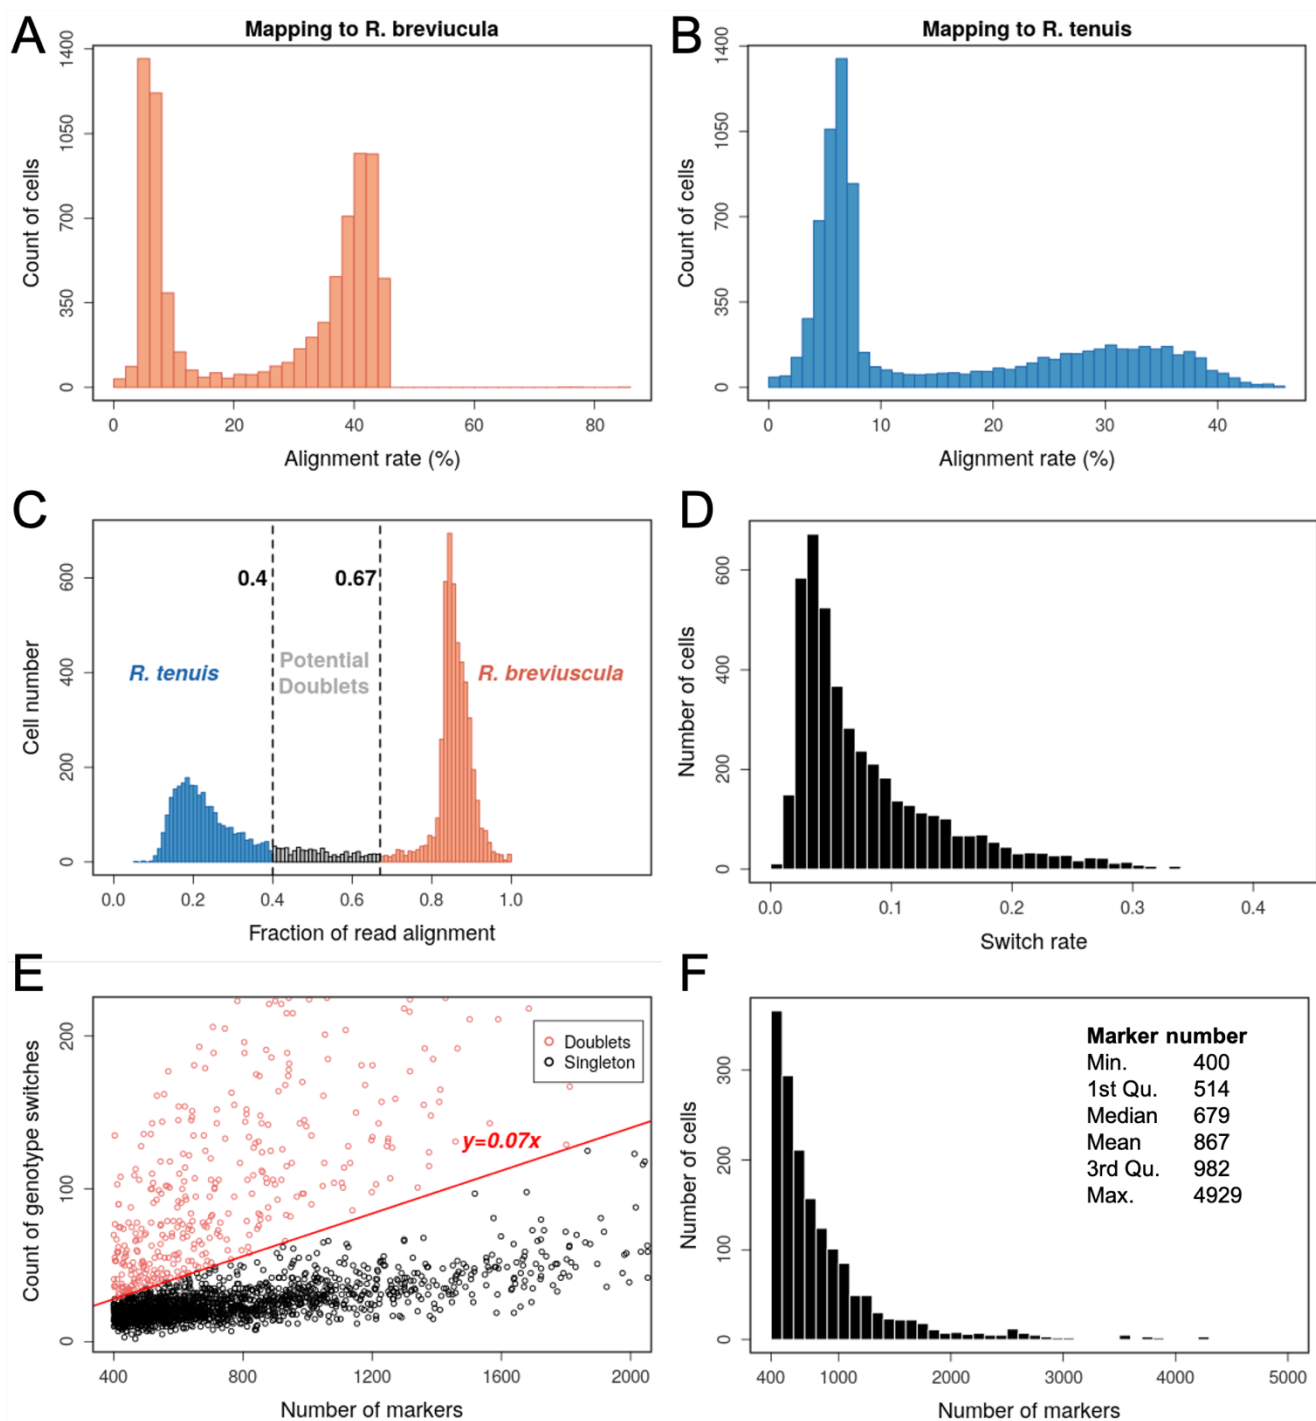 A
Mapping to R. breviucula
Count of cells
0
350
700
1050
1400
0 20 40 60 80
Alignment rate (%)
B
Mapping to R. tenuis
Count of cells
0
350
700
1050
1400
0 10 20 30 40
Alignment rate (%)
C
Cell number
0
200
400
600
0.4
0.67
R. tenuis
Potential
Doublets
R. breviuscula
0.0 0.2 0.4 0.6 0.8 1.0
Fraction of read alignment
D
Number of cells
0
200
400
600
0.0 0.1 0.2 0.3 0.4
Switch rate
E
Count of genotype switches
0
100
200
Doublets
Singleton
y=0.07x
400 800 1200 1600 2000
Number of markers
F
Number of cells
0
100
200
300
Marker number
Min. 400
1st Qu. 514
Median 679
Mean 867
3rd Qu. 982
Max. 4929
400 1000 2000 3000 4000 5000
Number of markers